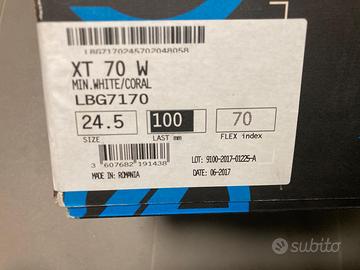 LBG7170245702048058
XT 70 W
MIN.WHITE/CORAL
LBG7170
24.5 100 70
SIZE LAST mm FLEX index
3 607682 191438
LOT: 9100-2017-01225-A
MADE IN ROMANIA
DATE: 06-2017
subito